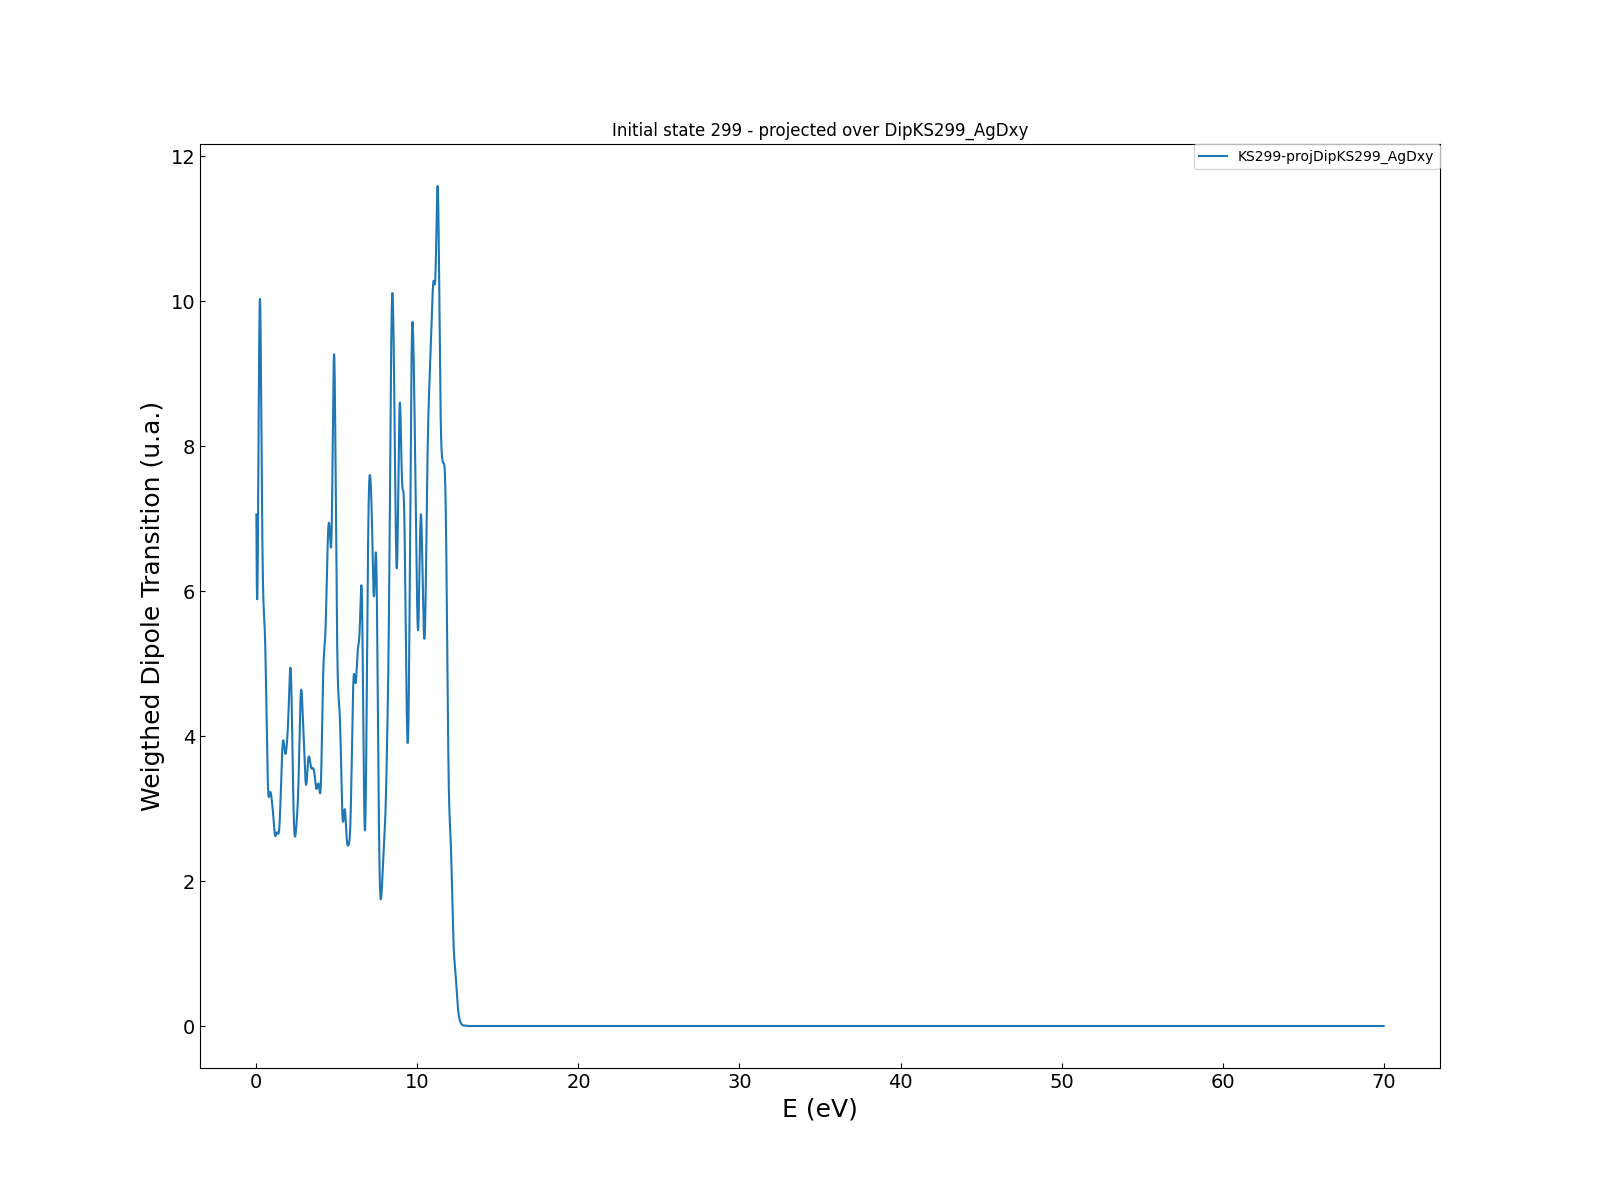 Initial state 299 - projected over DipKS299_AgDxy
KS299-projDipKS299_AgDxy
12
10
8
6
4
2
0
Weigthed Dipole Transition (u.a.)
0 10 20 30 40 50 60 70
E (eV)